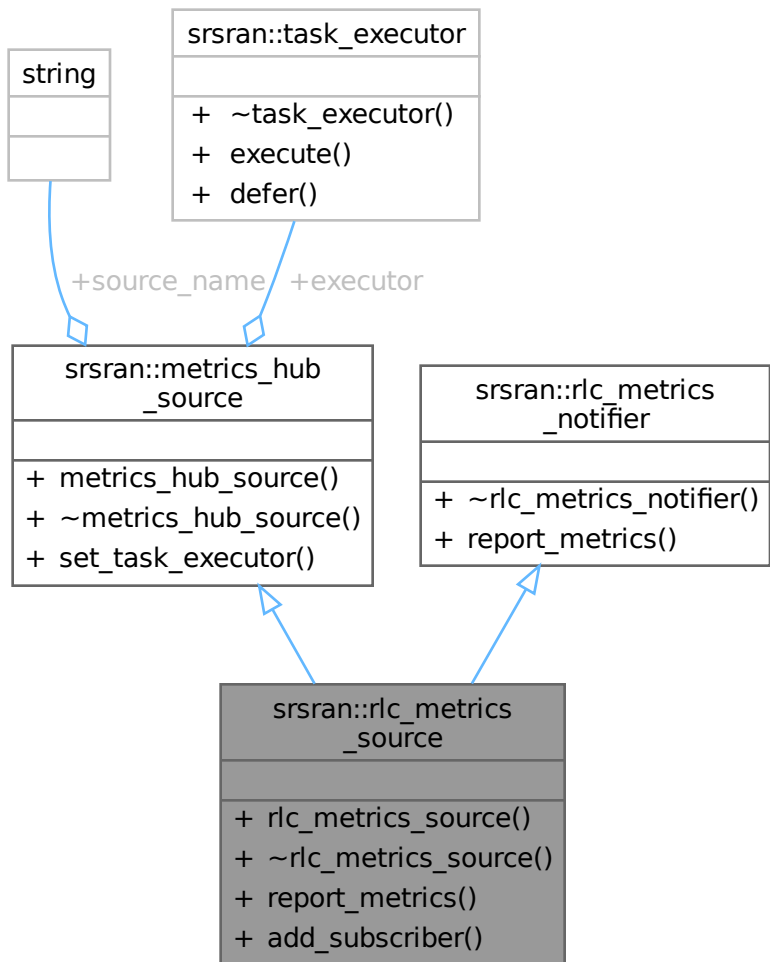 string
srsran::task_executor
+ ~task_executor()
+ execute()
+ defer()
+source_name
+executor
srsran::metrics_hub
_source
+ metrics_hub_source()
+ ~metrics_hub_source()
+ set_task_executor()
srsran::rlc_metrics
_notifier
+ ~rlc_metrics_notifier()
+ report_metrics()
srsran::rlc_metrics
_source
+ rlc_metrics_source()
+ ~rlc_metrics_source()
+ report_metrics()
+ add_subscriber()